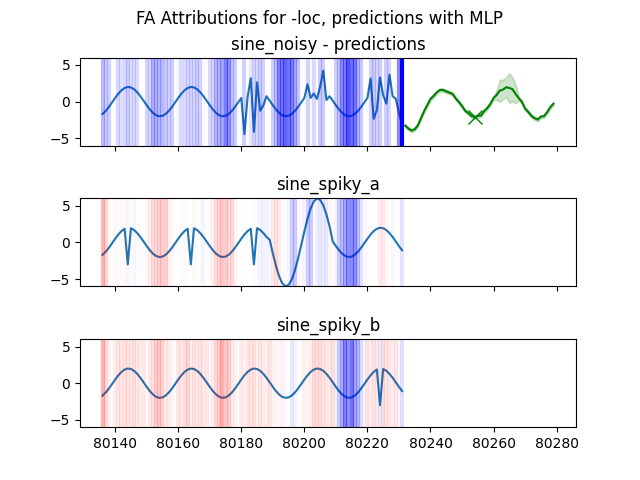 FA Attributions for -loc, predictions with MLP
sine_noisy - predictions
5
0
−5
sine_spiky_a
5
0
−5
sine_spiky_b
5
0
−5
80140 80160 80180 80200 80220 80240 80260 80280